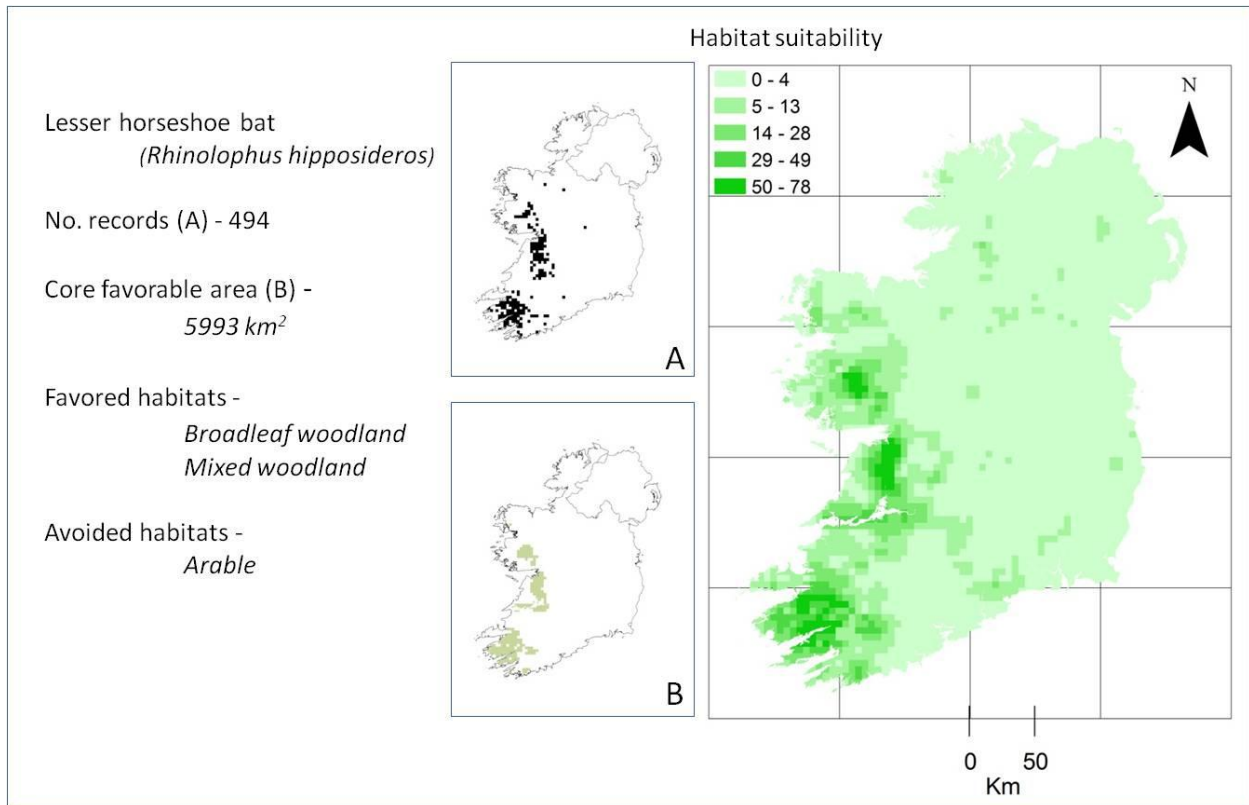 Habitat suitability
Lesser horseshoe bat
(Rhinolophus hipposideros)
No. records (A) - 494
Core favorable area (B) -
5993 km²
Favored habitats -
Broadleaf woodland
Mixed woodland
Avoided habitats -
Arable
A
B
0 - 4
5 - 13
14 - 28
29 - 49
50 - 78
N
0 50
Km